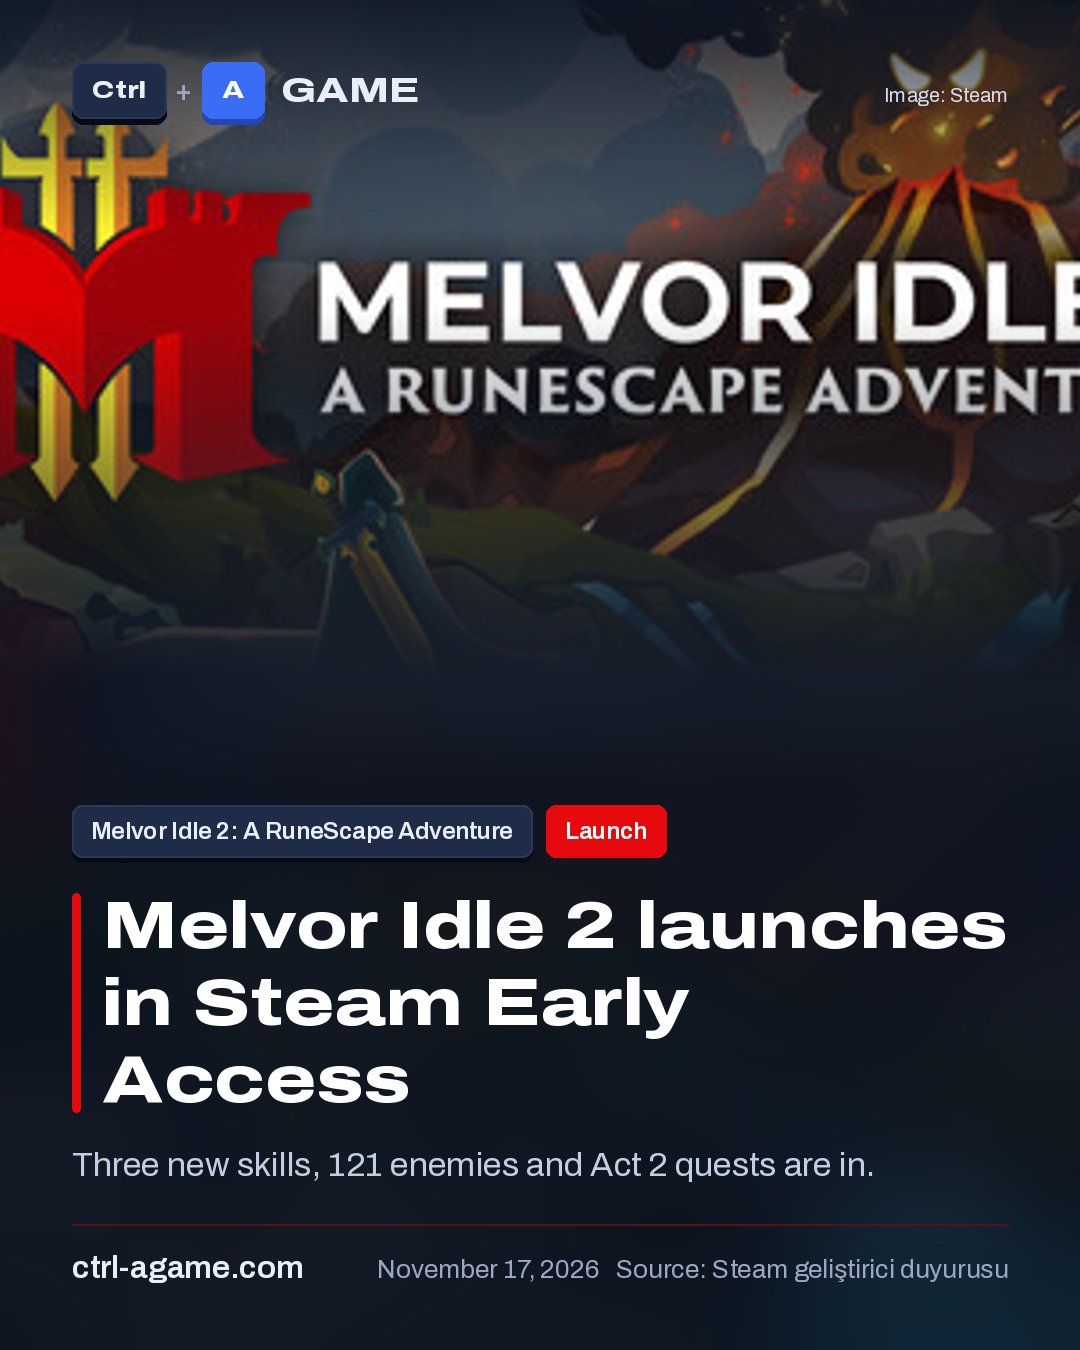 Ctrl + A GAME
Image: Steam
MELVOR IDLE
A RUNESCAPE ADVENT
Melvor Idle 2: A RuneScape Adventure
Launch
Melvor Idle 2 launches
in Steam Early
Access
Three new skills, 121 enemies and Act 2 quests are in.
ctrl-agame.com
November 17, 2026 Source: Steam geliştirici duyurusu